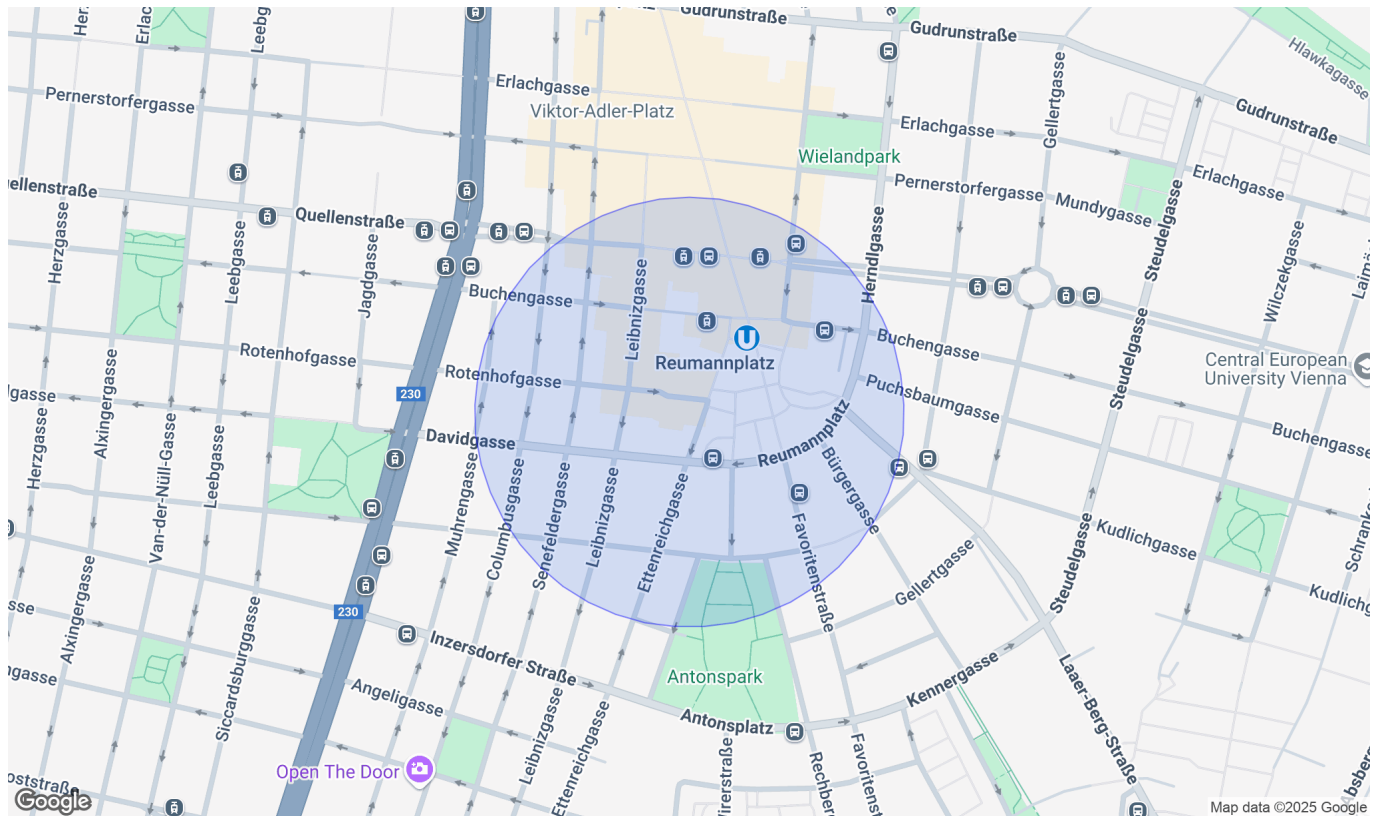 Gudrunstraße
Gudrunstraße
Hlawkagasse
Leebgasse
Erlachgasse
Viktor-Adler-Platz
Pernerstorfergasse
Gellertgasse
Gudrunstraße
Erlachgasse
Wielandpark
Pernerstorfergasse
Mundygasse
Erlachgasse
Quellenstraße
Herzgasse
Leebgasse
Jagdgasse
Buchengasse
Leibnizgasse
Herndlgasse
Steudelgasse
Wilczekgasse
Reumannplatz
Buchengasse
Rotenhofgasse
Rotenhofgasse
Central European
University Vienna
230
Puchsbaumgasse
Steudelgasse
Alxingergasse
Herzgasse
Van-der-Nüll-Gasse
Leebgasse
Davidgasse
Reumannplatz
Buchengasse
Muhrengasse
Columbusgasse
Senefeldergasse
Leibnizgasse
Ettenreichgasse
Favoritenstraße
Bürgergasse
Kudlichgasse
Gellertgasse
Steudelgasse
230
Alxingergasse
Siccardsburggasse
Inzersdorfer Straße
Antonspark
Kennergasse
Laaer-Berg-Straße
Angeligasse
Antonsplatz
Leibnizgasse
Ettenreichgasse
Open The Door
Google
Map data ©2025 Google